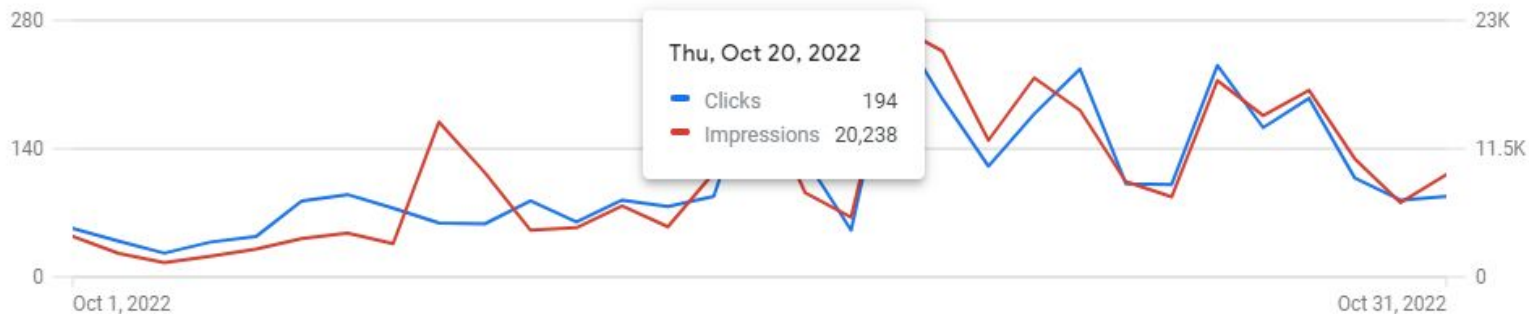 280
23K
Thu, Oct 20, 2022
Clicks 194
Impressions 20,238
140
11.5K
0
0
Oct 1, 2022
Oct 31, 2022